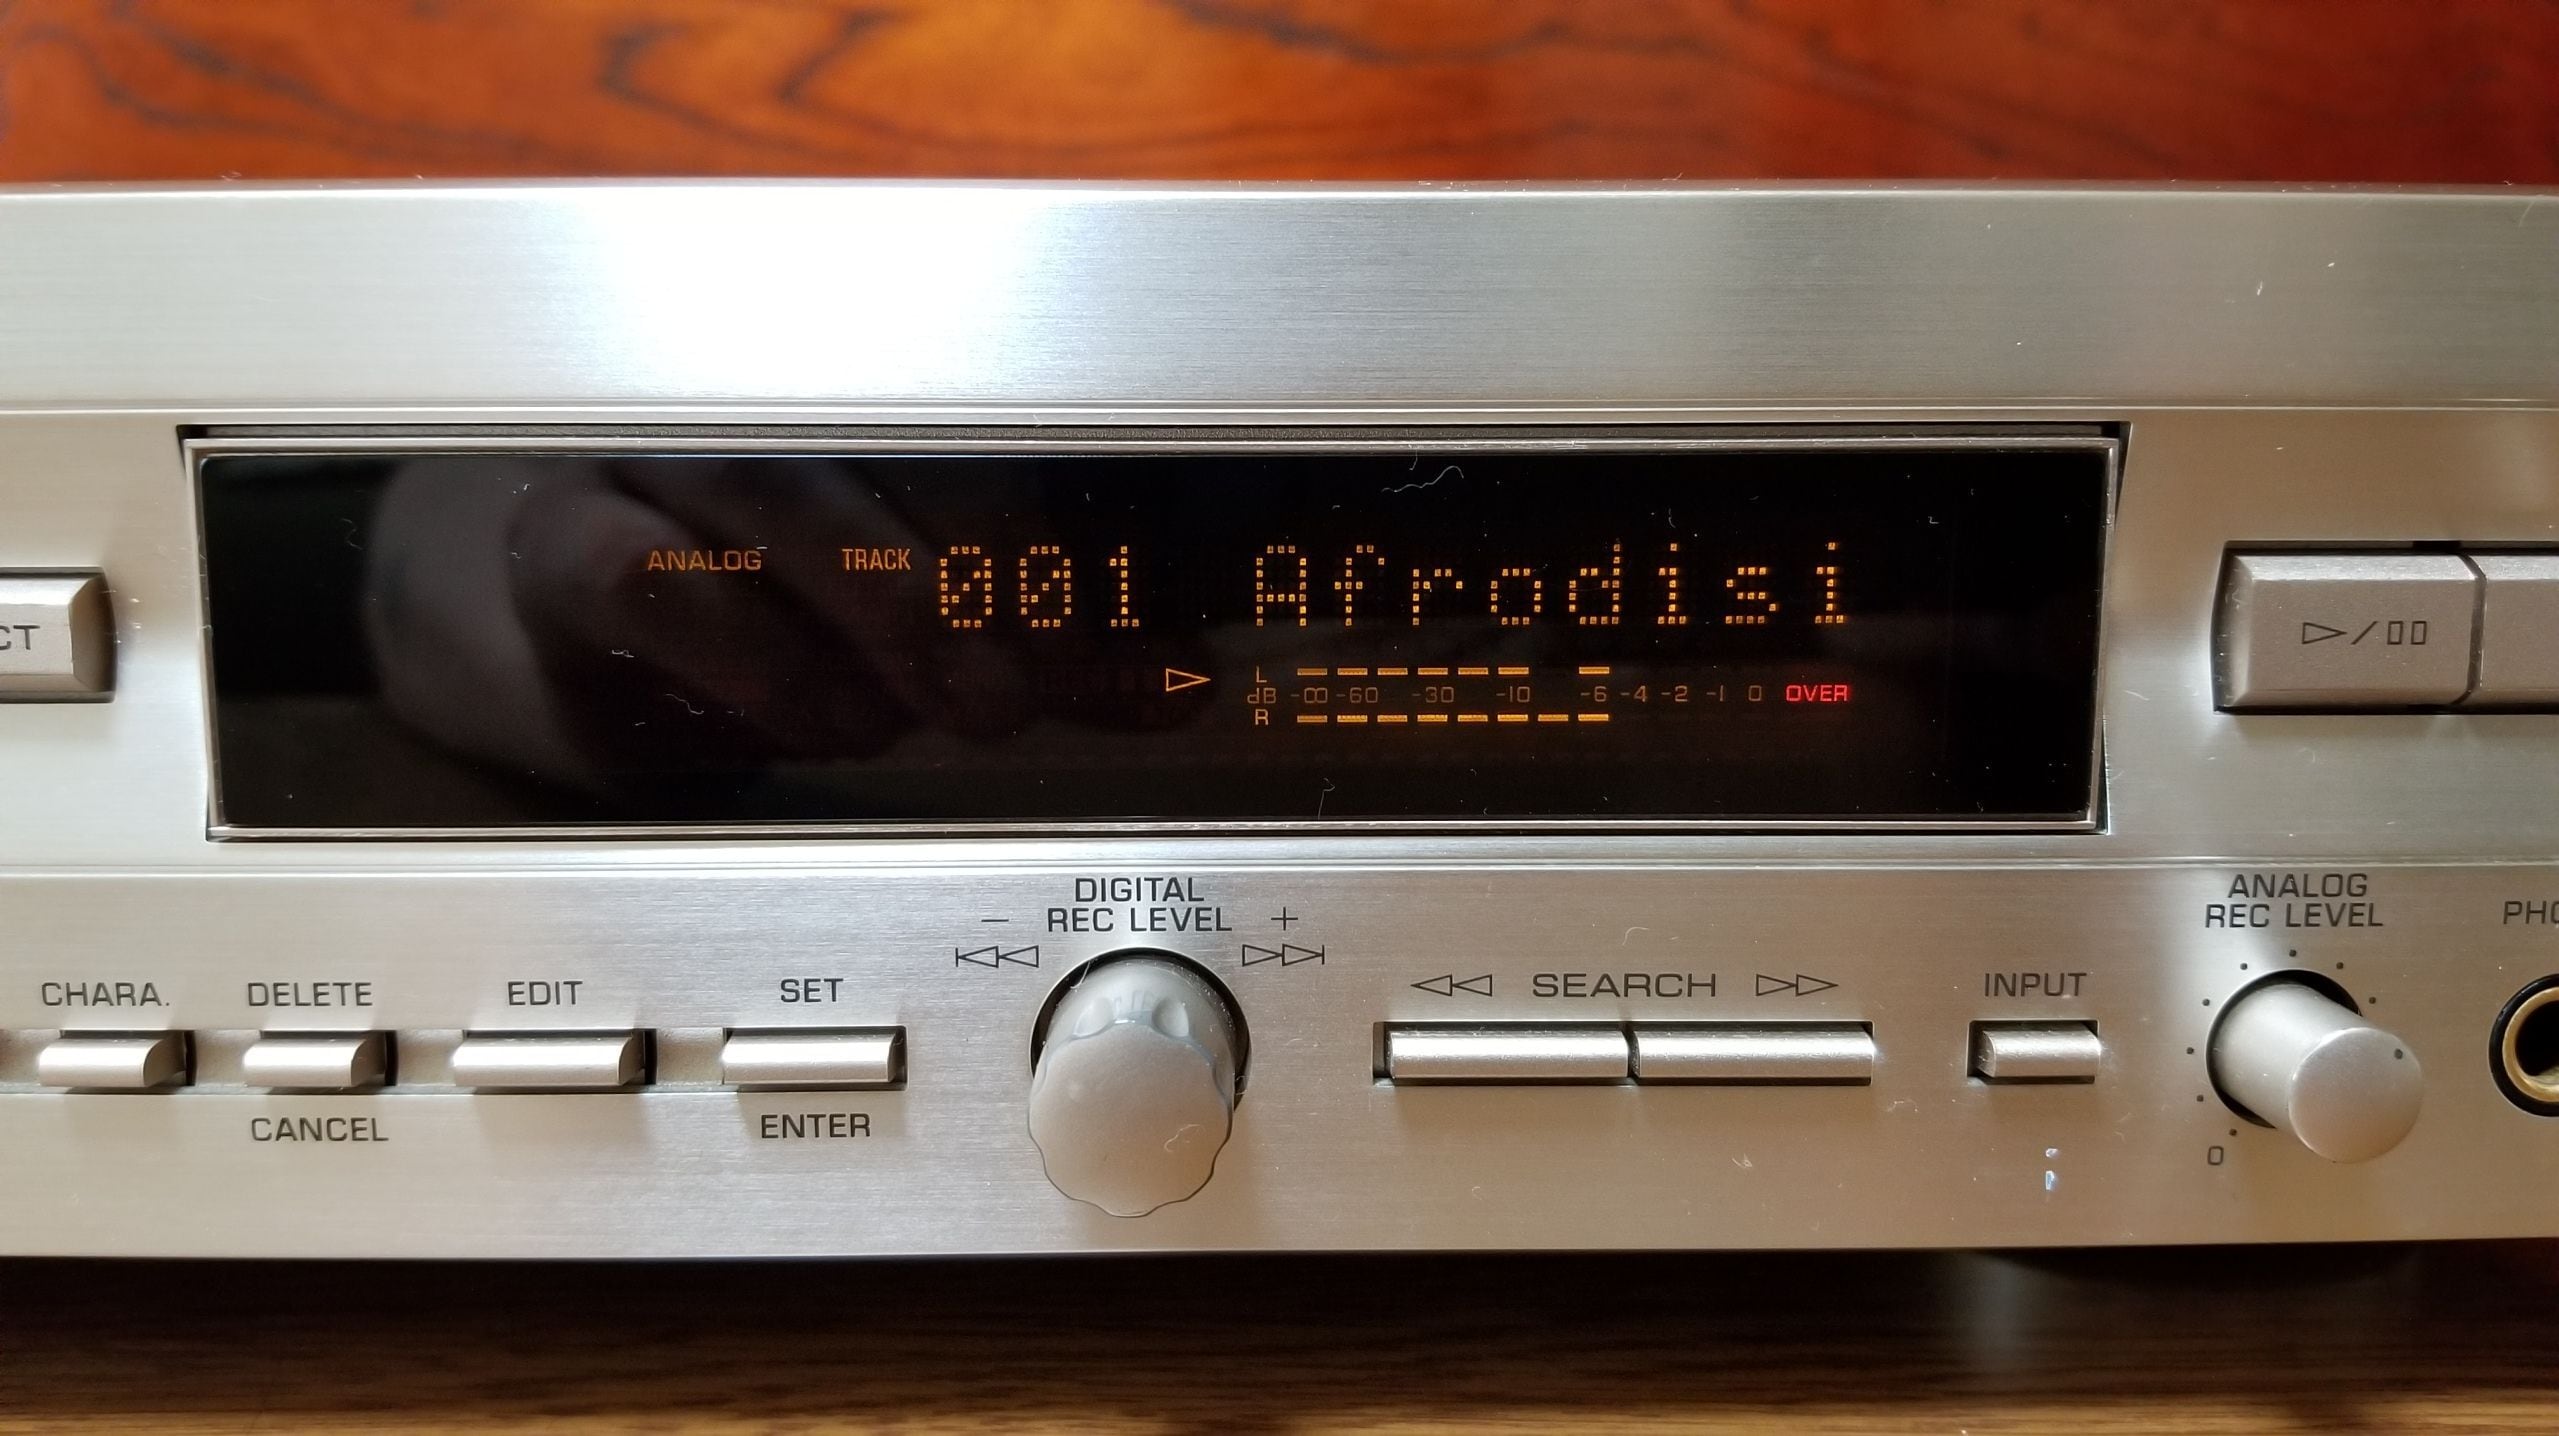 ANALOG TRACK 001 Afrodisi
L
dB -∞ -60 -30 -10 -6 -4 -2 -1 0 OVER
R
CT
▷/▯▯
DIGITAL
− REC LEVEL +
ANALOG
REC LEVEL
PHO
CHARA. DELETE EDIT SET SEARCH INPUT
CANCEL ENTER
0